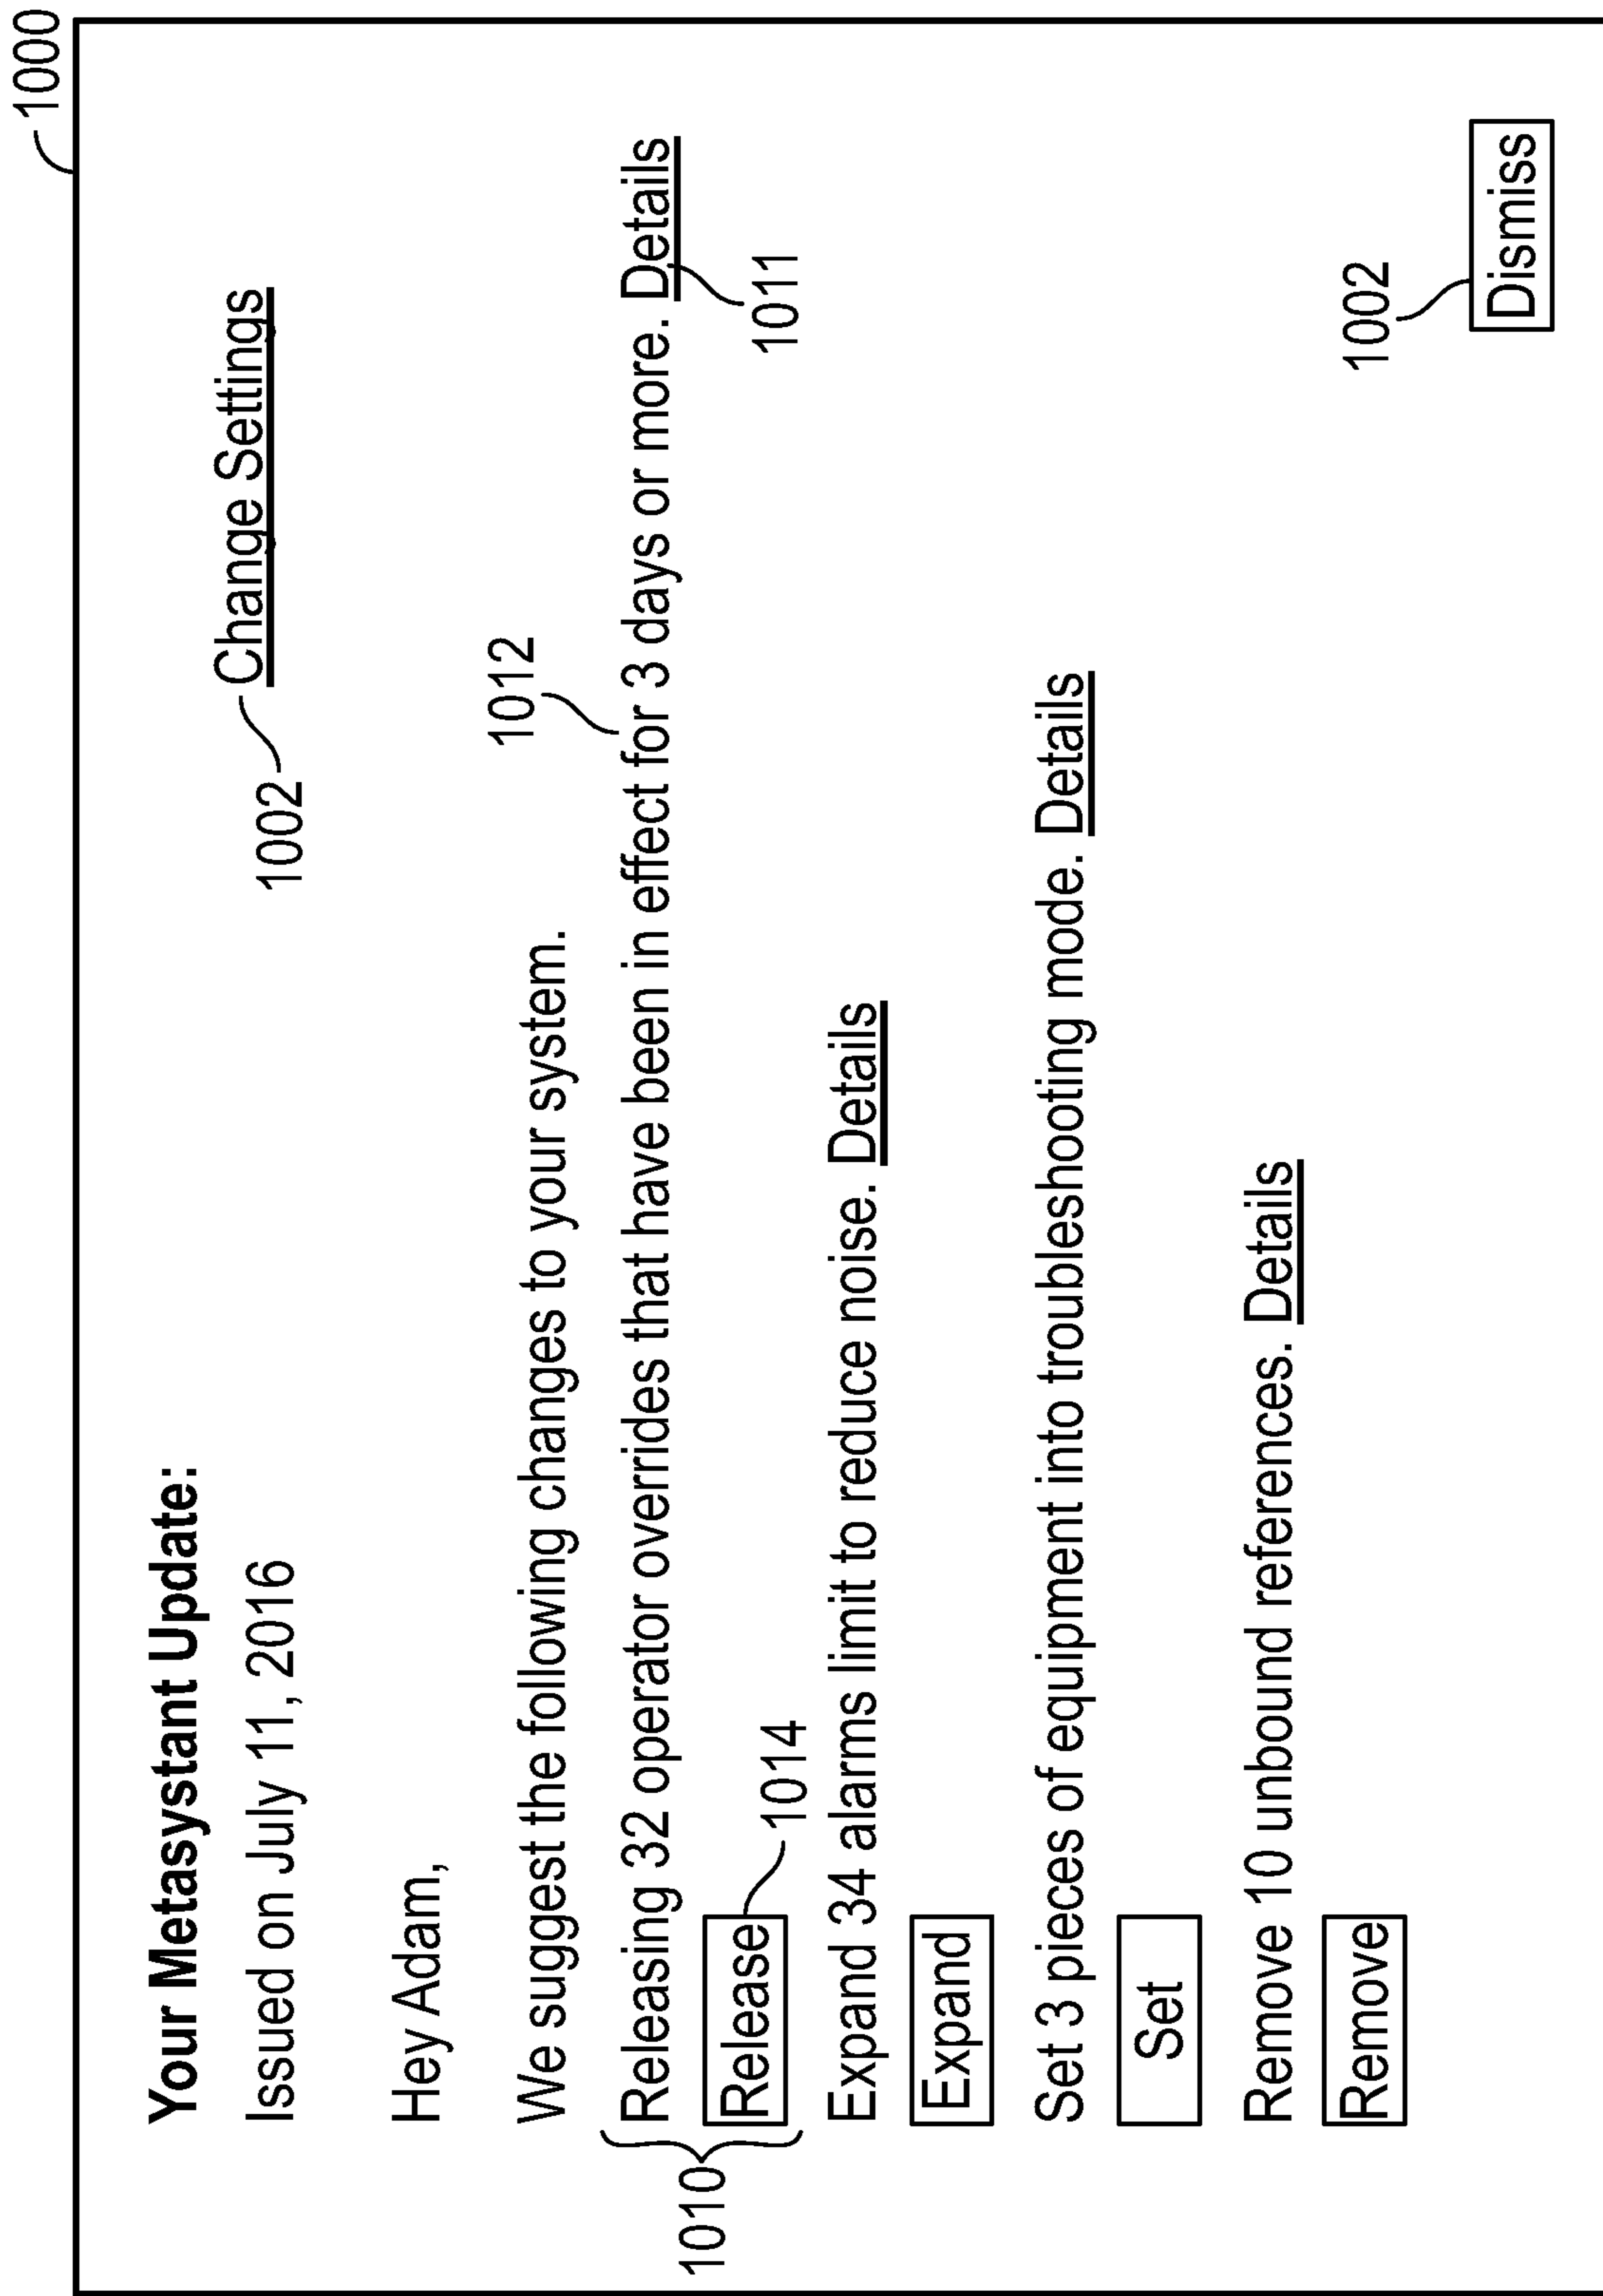 1000
Your Metasystant Update:
Issued on July 11, 2016
1002
Change Settings
Hey Adam,
1012
We suggest the following changes to your system.
1010
Releasing 32 operator overrides that have been in effect for 3 days or more. Details
Release
1014
1011
Expand 34 alarms limit to reduce noise. Details
Expand
Set 3 pieces of equipment into troubleshooting mode. Details
Set
Remove 10 unbound references. Details
Remove
1002
Dismiss